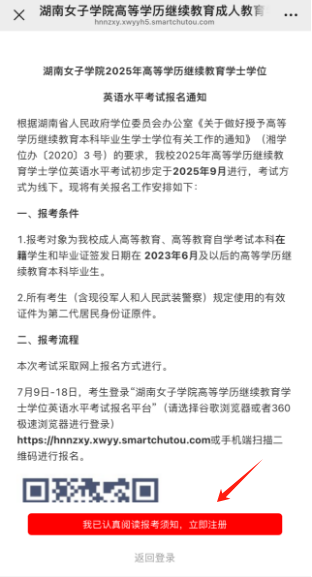 湖南女子学院高等学历继续教育成人教育
hnnzxy.xwyyh5.smartchutou.com
湖南女子学院2025年高等学历继续教育学士学位
英语水平考试报名通知
根据湖南省人民政府学位委员会办公室《关于做好授予高等
学历继续教育本科毕业生学士学位有关工作的通知》（湘学
位办〔2020〕3 号）的要求，我校2025年高等学历继续教
育学士学位英语水平考试初步定于2025年9月进行，考试方
式为线下。现将有关报名工作安排如下：
一、报考条件
1.报考对象为我校成人高等教育、高等教育自学考试本科在
籍学生和毕业证签发日期在 2023年6月及以后的高等学历继
续教育本科毕业生。
2.所有考生（含现役军人和人民武装警察）规定使用的有效
证件为第二代居民身份证原件。
二、报考流程
本次考试采取网上报名方式进行。
7月9日-18日，考生登录“湖南女子学院高等学历继续教育学
士学位英语水平考试报名平台”（请选择谷歌浏览器或者360
极速浏览器进行登录）
https://hnnzxy.xwyy.smartchutou.com或手机端扫描二
维码进行报名。
我已认真阅读报考须知，立即注册
返回登录